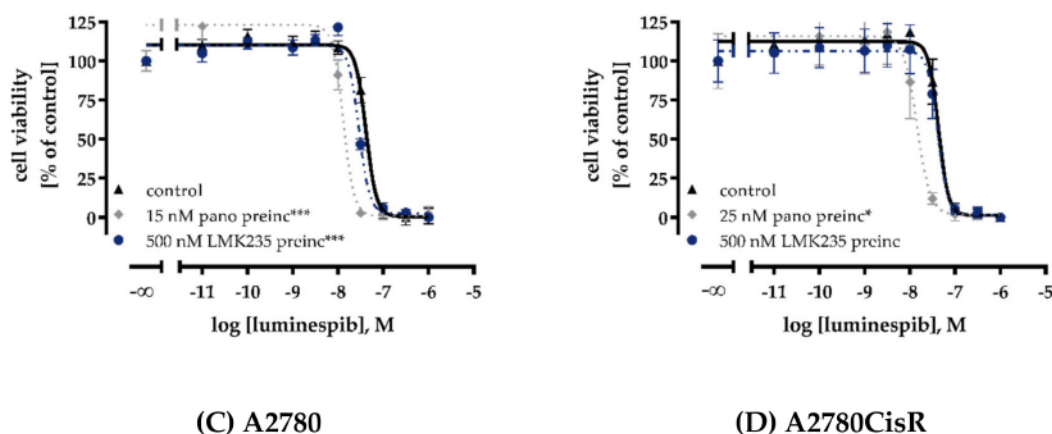 125
100
75
50
25
0
cell viability
[% of control]
control
15 nM pano preinc***
500 nM LMK235 preinc***
-∞ -11 -10 -9 -8 -7 -6 -5
log [luminespib], M
(C) A2780
125
100
75
50
25
0
cell viability
[% of control]
control
25 nM pano preinc*
500 nM LMK235 preinc
-∞ -11 -10 -9 -8 -7 -6 -5
log [luminespib], M
(D) A2780CisR